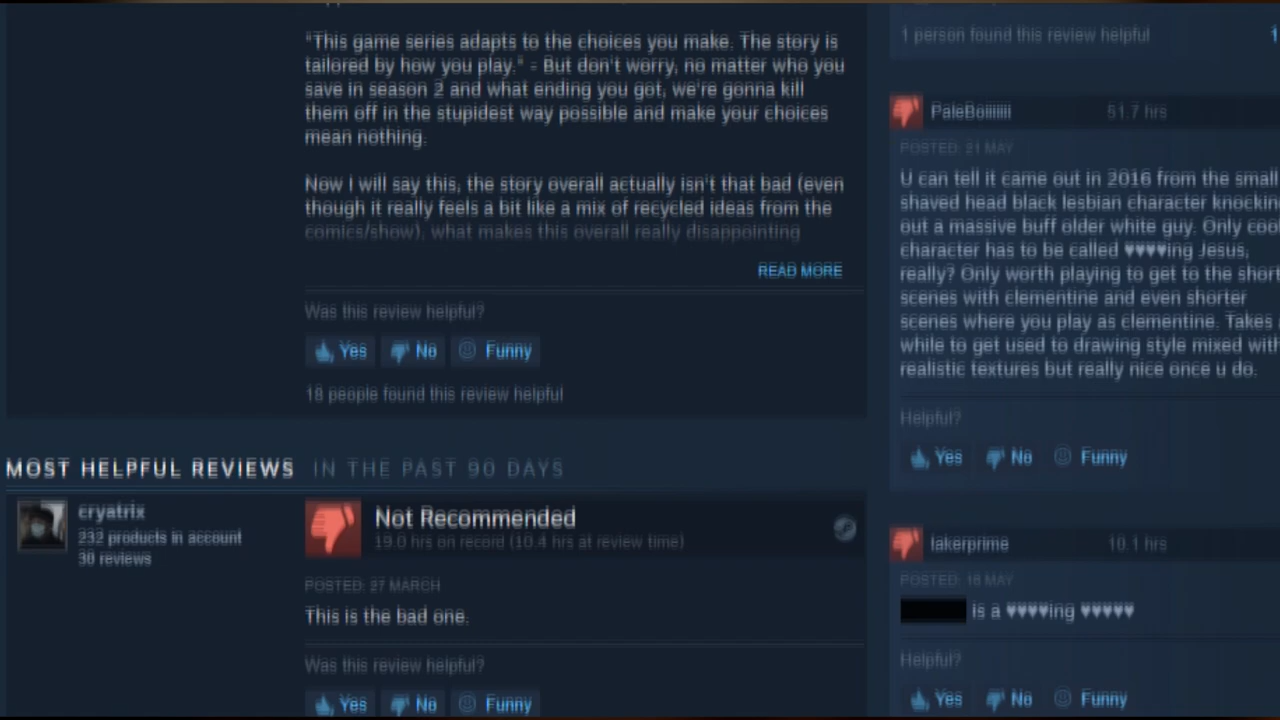 "This game series adapts to the choices you make. The story is
tailored by how you play." - But don't worry, no matter who you
save in season 2 and what ending you got, we're gonna kill
them off in the stupidest way possible and make your choices
mean nothing.
Now I will say this, the story overall actually isn't that bad (even
though it really feels a bit like a mix of recycled ideas from the
comics/show), what makes this overall really disappointing
READ MORE
Was this review helpful?
Yes No Funny
18 people found this review helpful
MOST HELPFUL REVIEWS IN THE PAST 90 DAYS
cryatrix
232 products in account
30 reviews
Not Recommended
19.0 hrs on record (10.4 hrs at review time)
POSTED: 27 MARCH
This is the bad one.
Was this review helpful?
Yes No Funny
1 person found this review helpful
1
PaleBoiiiiiii 51.7 hrs
POSTED: 21 MAY
U can tell it came out in 2016 from the small
shaved head black lesbian character knockin
out a massive buff older white guy. Only coo
character has to be called ♥♥♥♥ing Jesus,
really? Only worth playing to get to the short
scenes with clementine and even shorter
scenes where you play as clementine. Takes a
while to get used to drawing style mixed with
realistic textures but really nice once u do.
Helpful?
Yes No Funny
lakerprime 10.1 hrs
POSTED: 18 MAY
is a ♥♥♥♥ing ♥♥♥♥♥
Helpful?
Yes No Funny